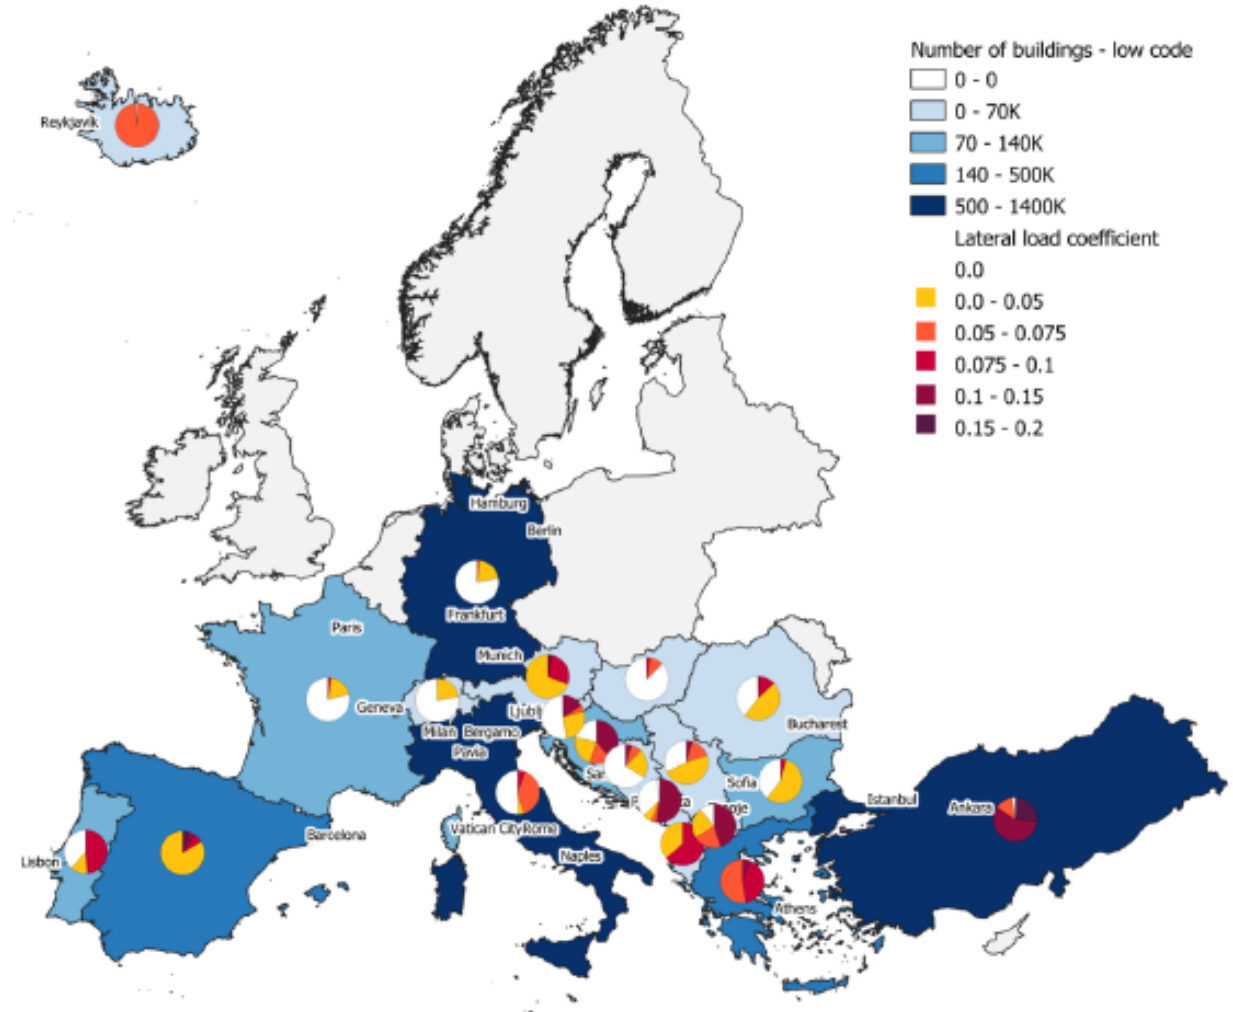 Number of buildings - low code
0 - 0
0 - 70K
70 - 140K
140 - 500K
500 - 1400K
Lateral load coefficient
0.0
0.0 - 0.05
0.05 - 0.075
0.075 - 0.1
0.1 - 0.15
0.15 - 0.2
Reykjavik
Hamburg
Berlin
Frankfurt
Paris
Munich
Geneva
Ljubl
Milan
Bergamo
Pavia
Bucharest
Sofia
Istanbul
Ankara
Barcelona
Vatican City
Rome
Lisbon
Naples
Athens